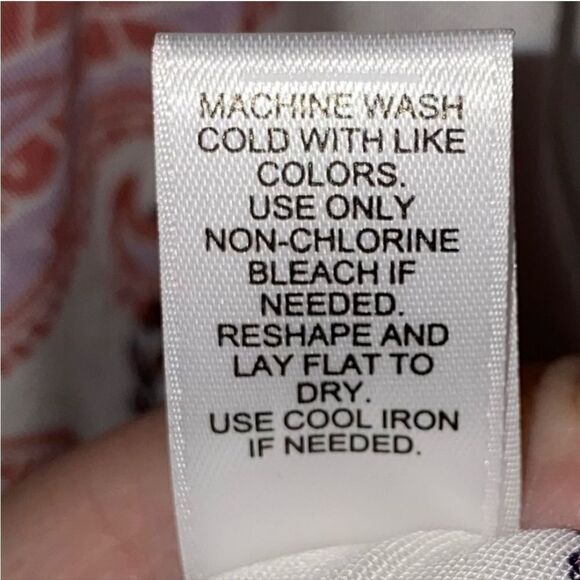 MACHINE WASH
COLD WITH LIKE
COLORS.
USE ONLY
NON-CHLORINE
BLEACH IF
NEEDED.
RESHAPE AND
LAY FLAT TO
DRY.
USE COOL IRON
IF NEEDED.